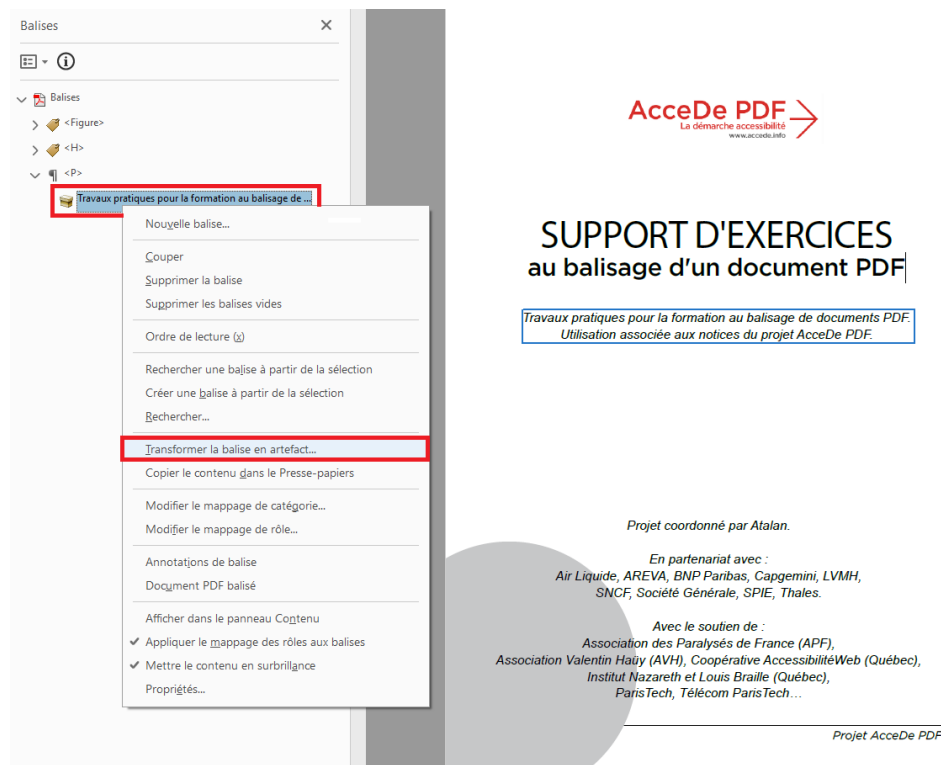 Balises
Balises
<Figure>
<H>
<P>
Travaux pratiques pour la formation au balisage de ...
Nouvelle balise...
Couper
Supprimer la balise
Supprimer les balises vides
Ordre de lecture (x)
Rechercher une balise à partir de la sélection
Créer une balise à partir de la sélection
Rechercher...
Transformer la balise en artefact...
Copier le contenu dans le Presse-papiers
Modifier le mappage de catégorie...
Modifier le mappage de rôle...
Annotations de balise
Document PDF balisé
Afficher dans le panneau Contenu
Appliquer le mappage des rôles aux balises
Mettre le contenu en surbrillance
Propriétés...
AcceDe PDF
La démarche accessibilité
www.accede.info
SUPPORT D'EXERCICES
au balisage d'un document PDF
Travaux pratiques pour la formation au balisage de documents PDF.
Utilisation associée aux notices du projet AcceDe PDF.
Projet coordonné par Atalan.
En partenariat avec :
Air Liquide, AREVA, BNP Paribas, Capgemini, LVMH,
SNCF, Société Générale, SPIE, Thales.
Avec le soutien de :
Association des Paralysés de France (APF),
Association Valentin Haüy (AVH), Coopérative AccessibilitéWeb (Québec),
Institut Nazareth et Louis Braille (Québec),
ParisTech, Télécom ParisTech…
Projet AcceDe PDF